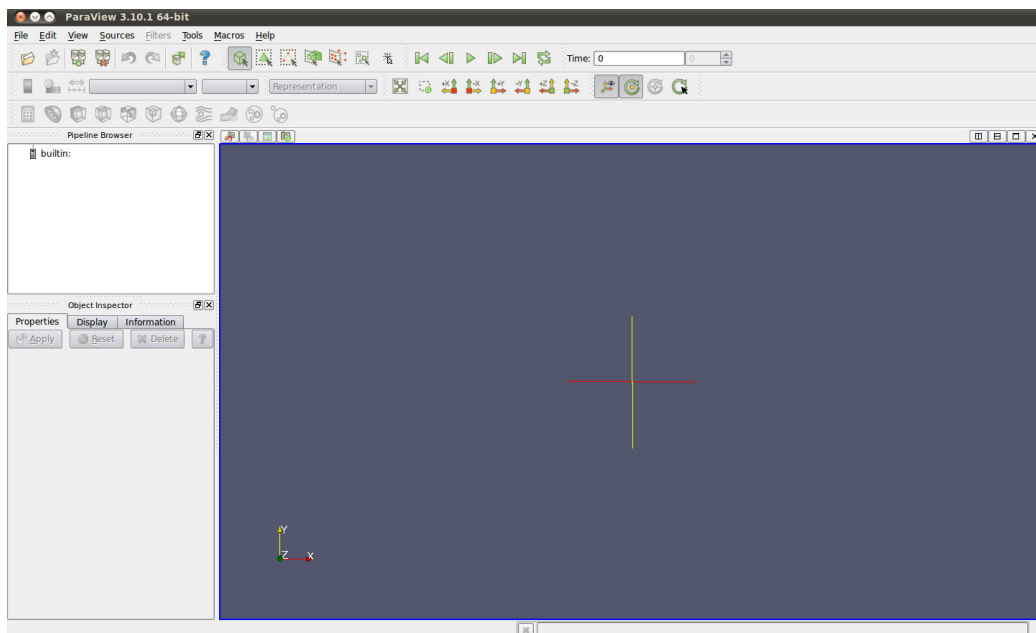 ParaView 3.10.1 64-bit
File Edit View Sources Filters Tools Macros Help
Time: 0 0
Representation +X -X +Y -Y +Z -Z
Pipeline Browser
builtin:
Object Inspector
Properties Display Information
Apply Reset Delete ?
Y
Z X